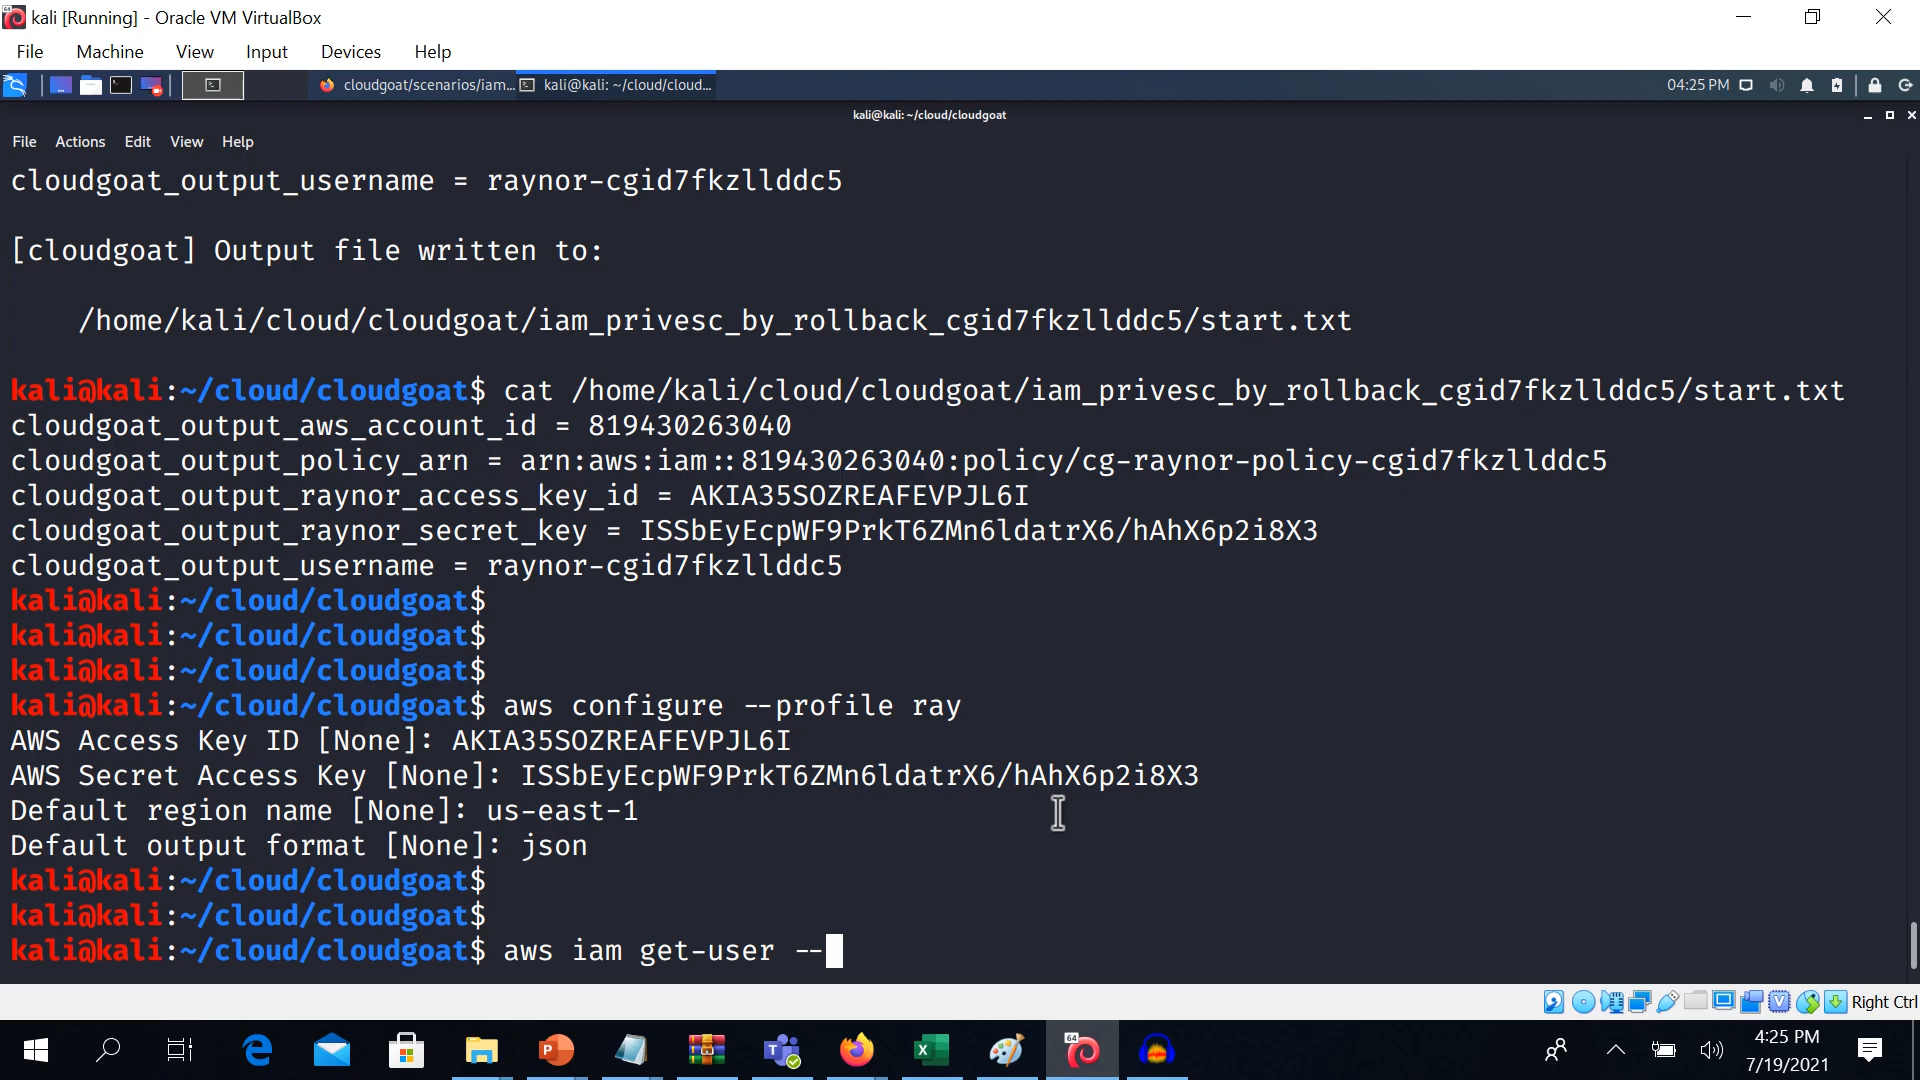 kali [Running] - Oracle VM VirtualBox
File Machine View Input Devices Help
cloudgoat/scenarios/iam... kali@kali: ~/cloud/cloud... 04:25 PM
kali@kali: ~/cloud/cloudgoat
File Actions Edit View Help
cloudgoat_output_username = raynor-cgid7fkzllddc5
[cloudgoat] Output file written to:
/home/kali/cloud/cloudgoat/iam_privesc_by_rollback_cgid7fkzllddc5/start.txt
kali@kali:~/cloud/cloudgoat$ cat /home/kali/cloud/cloudgoat/iam_privesc_by_rollback_cgid7fkzllddc5/start.txt
cloudgoat_output_aws_account_id = 819430263040
cloudgoat_output_policy_arn = arn:aws:iam::819430263040:policy/cg-raynor-policy-cgid7fkzllddc5
cloudgoat_output_raynor_access_key_id = AKIA35SOZREAFEVPJL6I
cloudgoat_output_raynor_secret_key = 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
cloudgoat_output_username = raynor-cgid7fkzllddc5
kali@kali:~/cloud/cloudgoat$
kali@kali:~/cloud/cloudgoat$
kali@kali:~/cloud/cloudgoat$
kali@kali:~/cloud/cloudgoat$ aws configure --profile ray
AWS Access Key ID [None]: AKIA35SOZREAFEVPJL6I
AWS Secret Access Key [None]: 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
Default region name [None]: us-east-1
Default output format [None]: json
kali@kali:~/cloud/cloudgoat$
kali@kali:~/cloud/cloudgoat$
kali@kali:~/cloud/cloudgoat$ aws iam get-user --
Right Ctrl
4:25 PM
7/19/2021